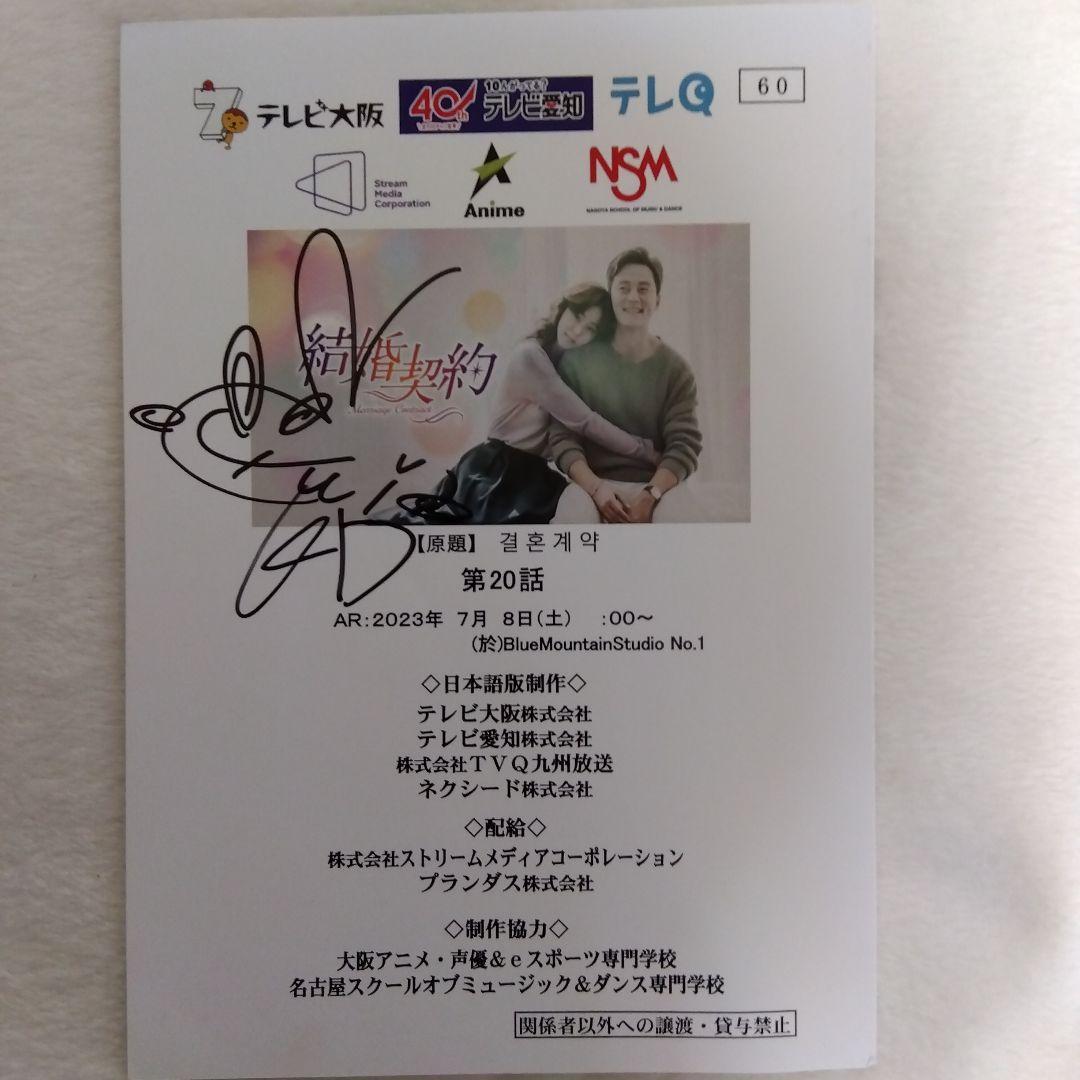 テレビ大阪
40th
10人がってる?
テレビ愛知
テレQ
60
Stream
Media
Corporation
Anime
NSM
NAGOYA SCHOOL OF MUSIC & DANCE
結婚契約
Marriage Contract
【原題】 결혼계약
第20話
AR:2023年 7月 8日(土) :00~
(於)BlueMountainStudio No.1
◇日本語版制作◇
テレビ大阪株式会社
テレビ愛知株式会社
株式会社TVQ九州放送
ネクシード株式会社
◇配給◇
株式会社ストリームメディアコーポレーション
プランダス株式会社
◇制作協力◇
大阪アニメ・声優&eスポーツ専門学校
名古屋スクールオブミュージック&ダンス専門学校
関係者以外への譲渡・貸与禁止